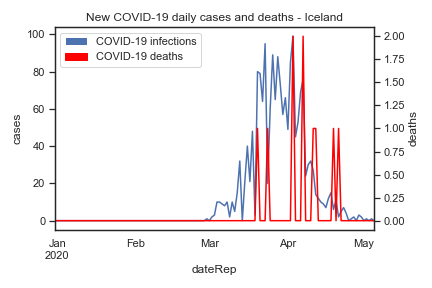 New COVID-19 daily cases and deaths - Iceland
COVID-19 infections
COVID-19 deaths
100
80
60
40
20
0
cases
2.00
1.75
1.50
1.25
1.00
0.75
0.50
0.25
0.00
deaths
Jan Feb Mar Apr May
2020
dateRep